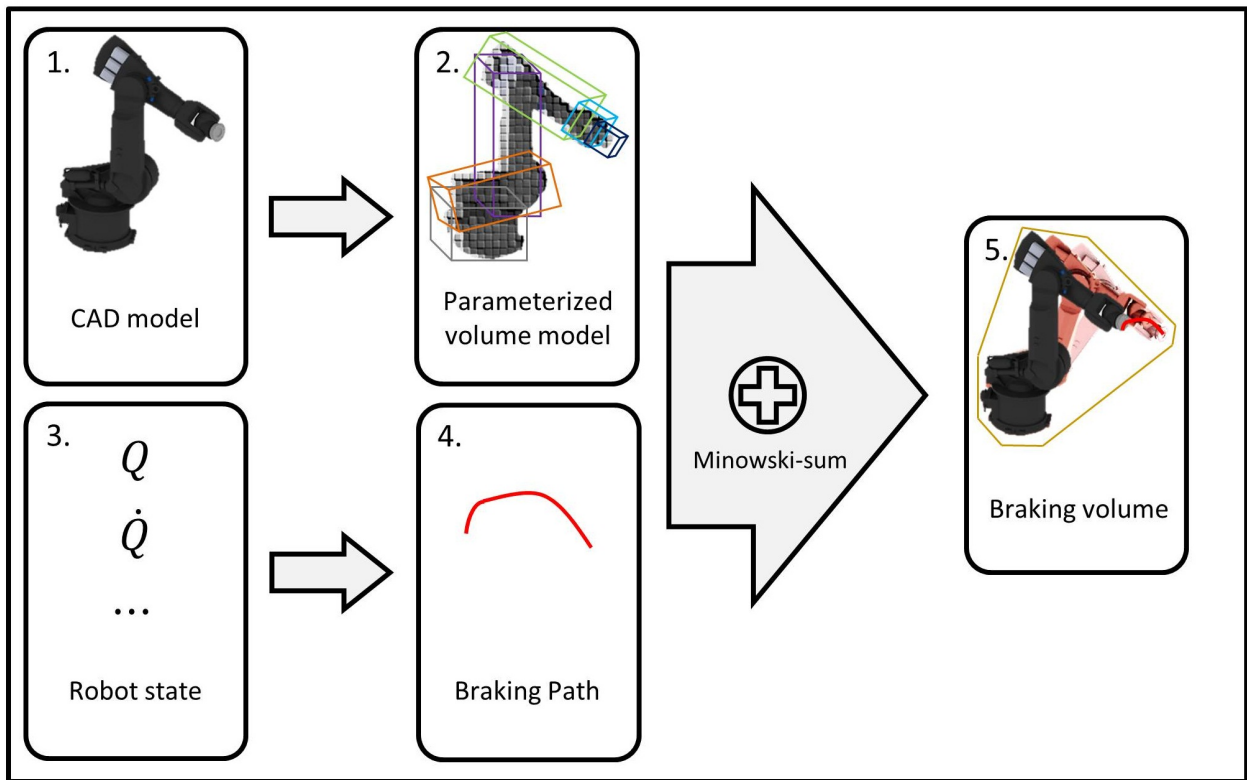 1.
CAD model
2.
Parameterized
volume model
3.
Q
Q̇
...
Robot state
4.
Braking Path
Minowski-sum
5.
Braking volume